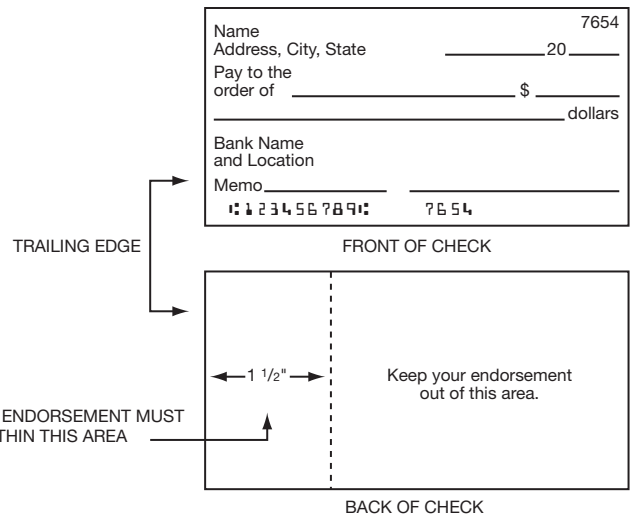 7654
Name
Address, City, State 20
Pay to the
order of $
dollars
Bank Name
and Location
Memo
⑆123456789⑆ 7654
TRAILING EDGE
FRONT OF CHECK
1 1/2"
Keep your endorsement
out of this area.
ENDORSEMENT MUST
THIN THIS AREA
BACK OF CHECK